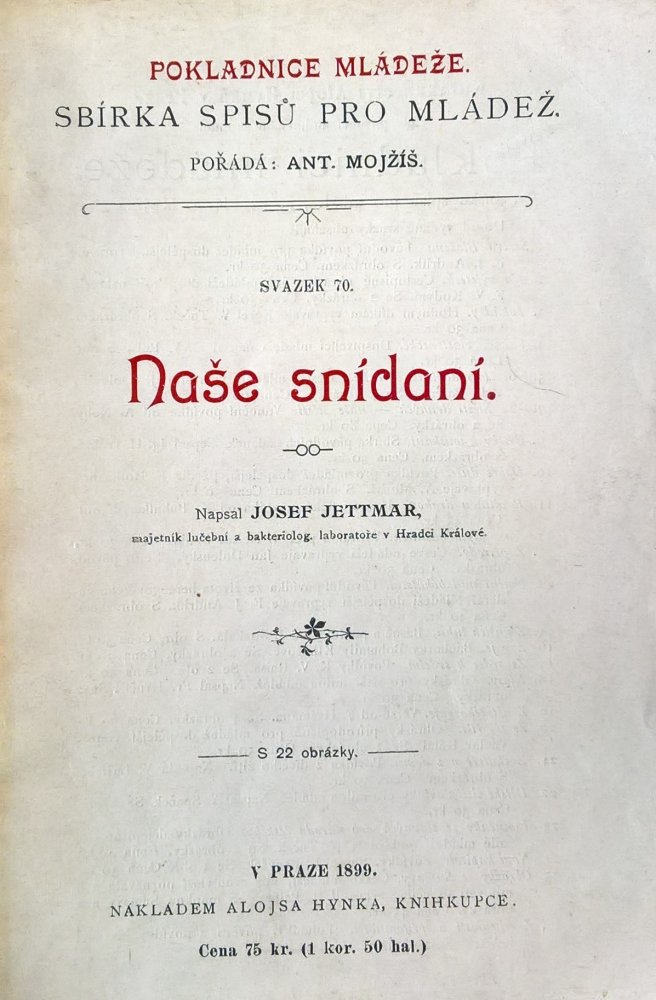 POKLADNICE MLÁDEŽE.
SBÍRKA SPISŮ PRO MLÁDEŽ.
POŘÁDÁ: ANT. MOJŽÍŠ.
SVAZEK 70.
Naše snídaní.
Napsal JOSEF JETTMAR,
majetník lučební a bakteriolog. laboratoře v Hradci Králové.
S 22 obrázky.
V PRAZE 1899.
NÁKLADEM ALOJSA HYNKA, KNIHKUPCE.
Cena 75 kr. (1 kor. 50 hal.)